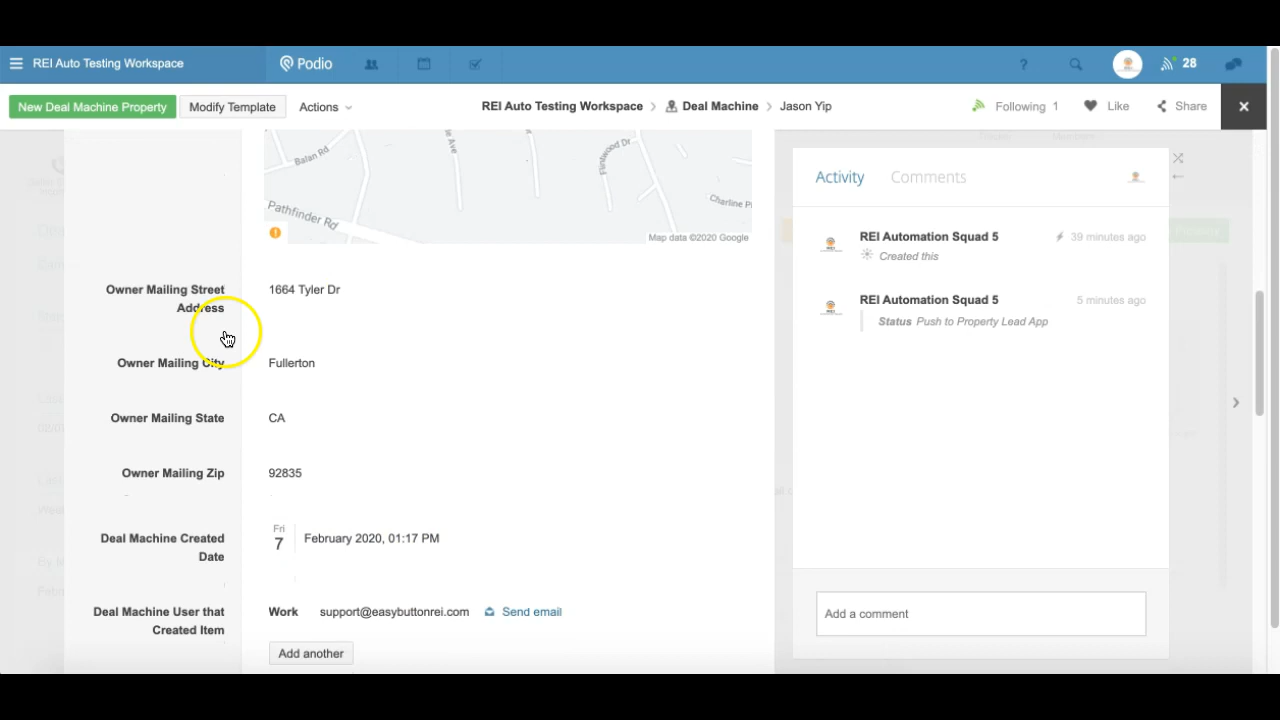 REI Auto Testing Workspace
Podio
?
28
New Deal Machine Property
Modify Template
Actions
REI Auto Testing Workspace > Deal Machine > Jason Yip
Following 1
Like
Share
Balan Rd
Flintwood Dr
Pathfinder Rd
Map data ©2020 Google
Owner Mailing Street Address
1664 Tyler Dr
Owner Mailing City
Fullerton
Owner Mailing State
CA
Owner Mailing Zip
92835
Deal Machine Created Date
Fri
7
February 2020, 01:17 PM
Deal Machine User that Created Item
Work
support@easybuttonrei.com
Send email
Add another
Activity
Comments
REI Automation Squad 5
39 minutes ago
Created this
REI Automation Squad 5
5 minutes ago
Status Push to Property Lead App
Add a comment